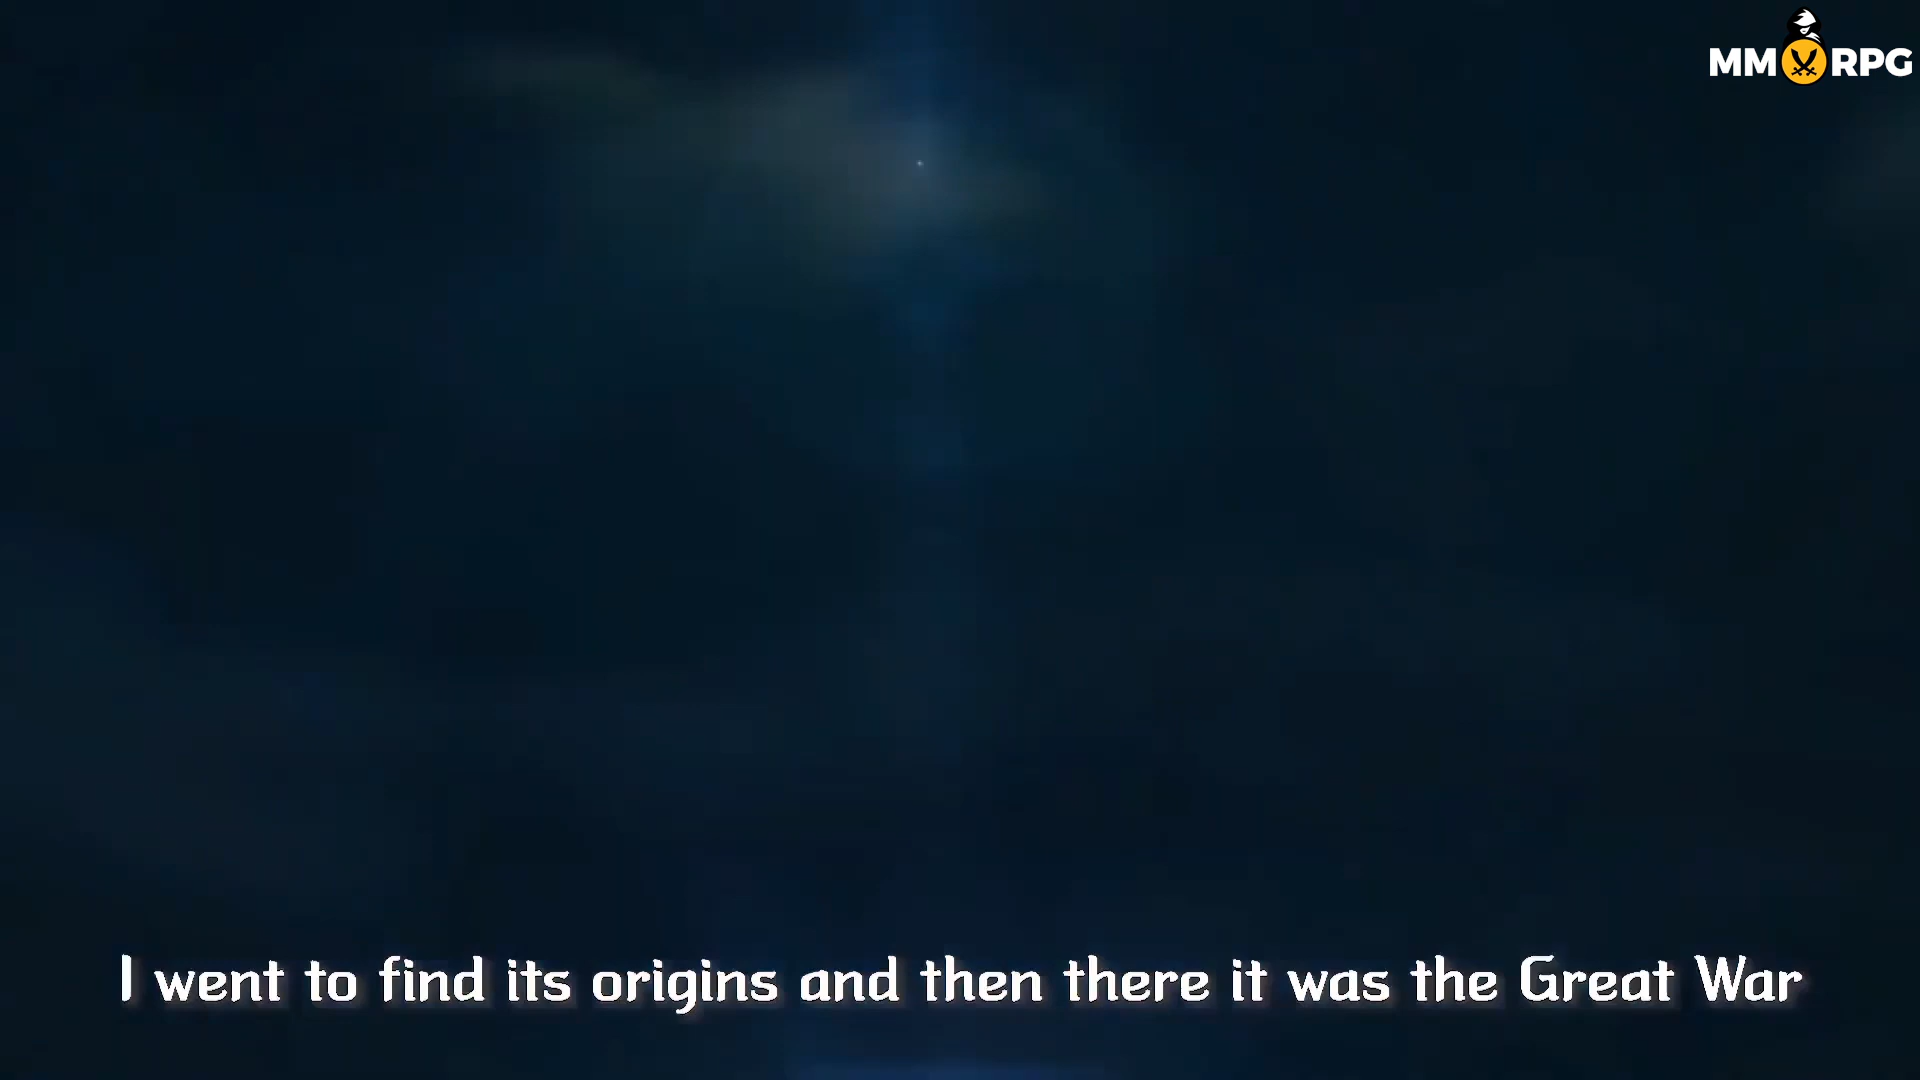 MMORPG
I went to find its origins and then there it was the Great War